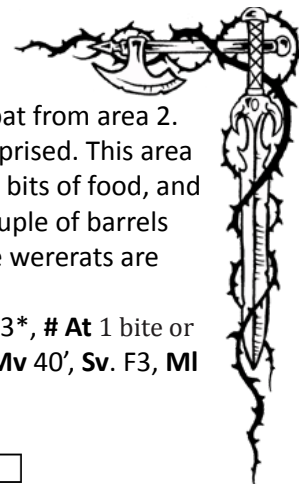 oat from area 2.
prised. This area
bits of food, and
uple of barrels
e wererats are
3*, # At 1 bite or
Mv 40’, Sv. F3, Ml